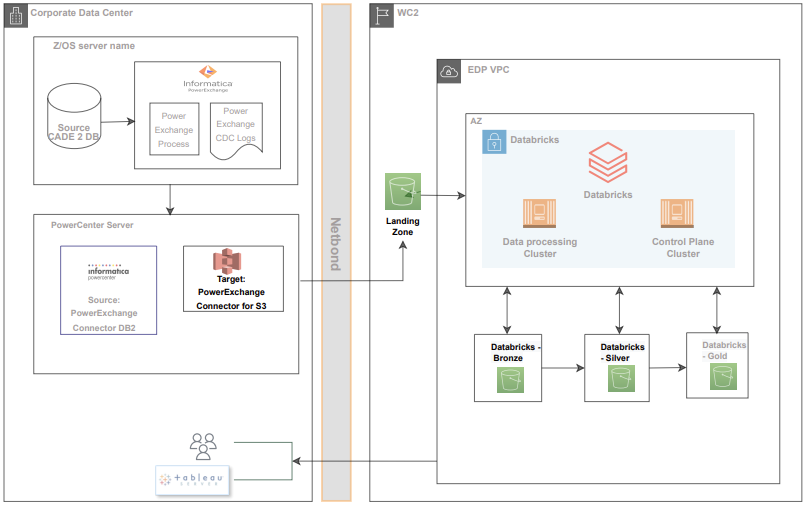 Corporate Data Center
Z/OS server name
Informatica
PowerExchange
Source
CADE 2 DB
Power
Exchange
Process
Power
Exchange
CDC Logs
PowerCenter Server
informatica
powercenter
Source:
PowerExchange
Connector DB2
Target:
PowerExchange
Connector for S3
Netbond
Landing
Zone
WC2
EDP VPC
AZ
Databricks
Databricks
Data processing
Cluster
Control Plane
Cluster
Databricks -
Bronze
Databricks
- Silver
Databricks
- Gold
+ableau
SERVER